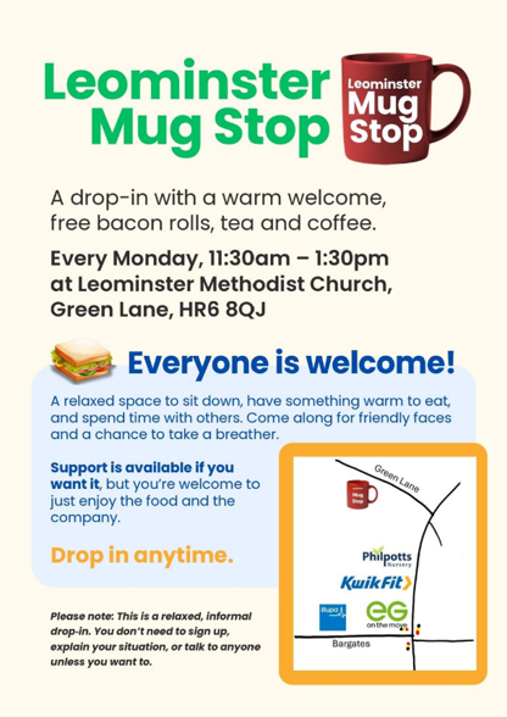 Leominster
Mug Stop
Leominster
Mug
Stop
A drop-in with a warm welcome,
free bacon rolls, tea and coffee.
Every Monday, 11:30am – 1:30pm
at Leominster Methodist Church,
Green Lane, HR6 8QJ
Everyone is welcome!
A relaxed space to sit down, have something warm to eat,
and spend time with others. Come along for friendly faces
and a chance to take a breather.
Support is available if you
want it, but you're welcome to
just enjoy the food and the
company.
Drop in anytime.
Please note: This is a relaxed, informal
drop-in. You don't need to sign up,
explain your situation, or talk to anyone
unless you want to.
Green Lane
Mug
Stop
Philpotts
Nursery
KwikFit
Bupa
eG
on the move
Bargates